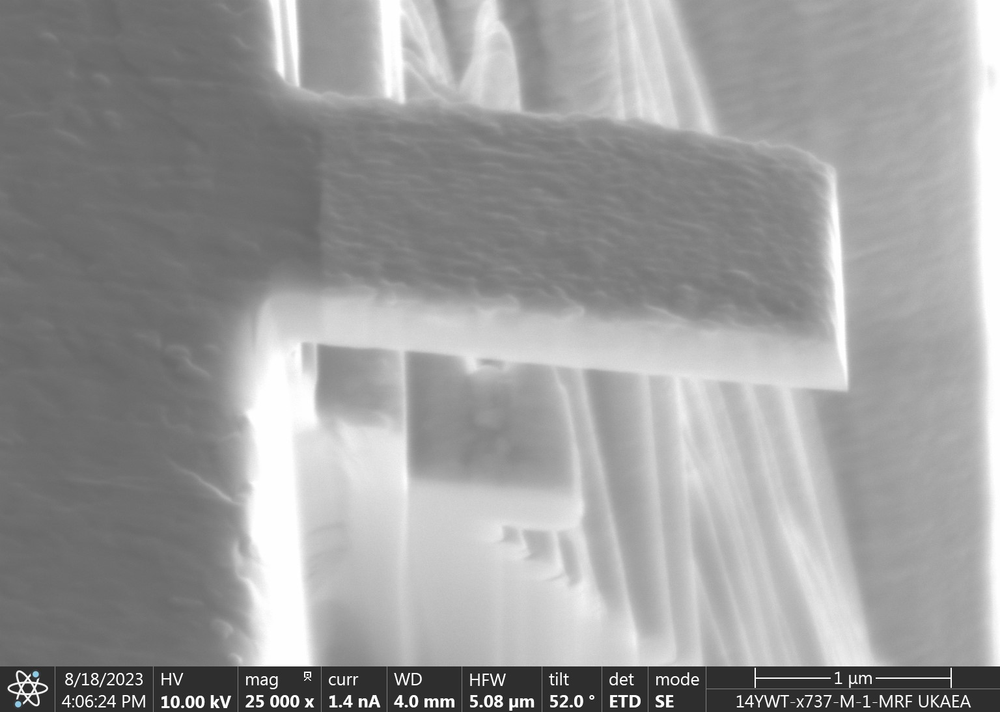 8/18/2023
4:06:24 PM
HV
10.00 kV
mag
25 000 x
curr
1.4 nA
WD
4.0 mm
HFW
5.08 µm
tilt
52.0 °
det
ETD
mode
SE
1 µm
14YWT-x737-M-1-MRF UKAEA